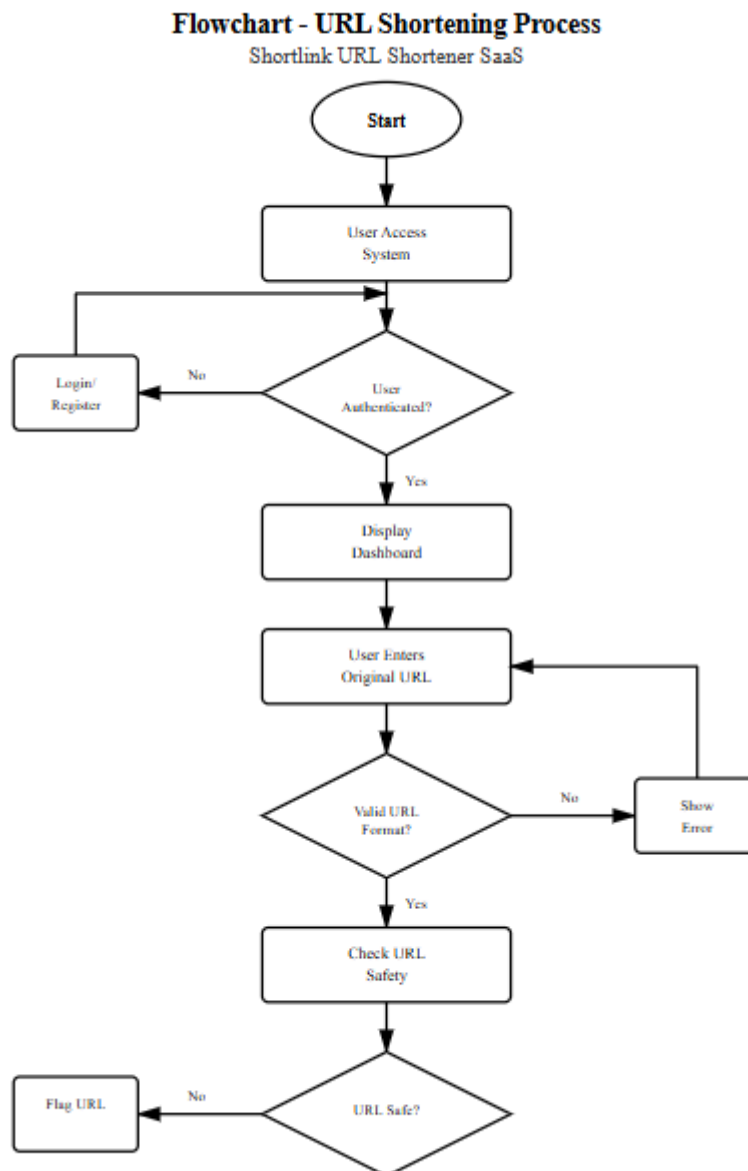 Flowchart - URL Shortening Process
Shortlink URL Shortener SaaS
Start
User Access
System
Login/
Register
No
User
Authenticated?
Yes
Display
Dashboard
User Enters
Original URL
Valid URL
Format?
No
Show
Error
Yes
Check URL
Safety
Flag URL
No
URL Safe?